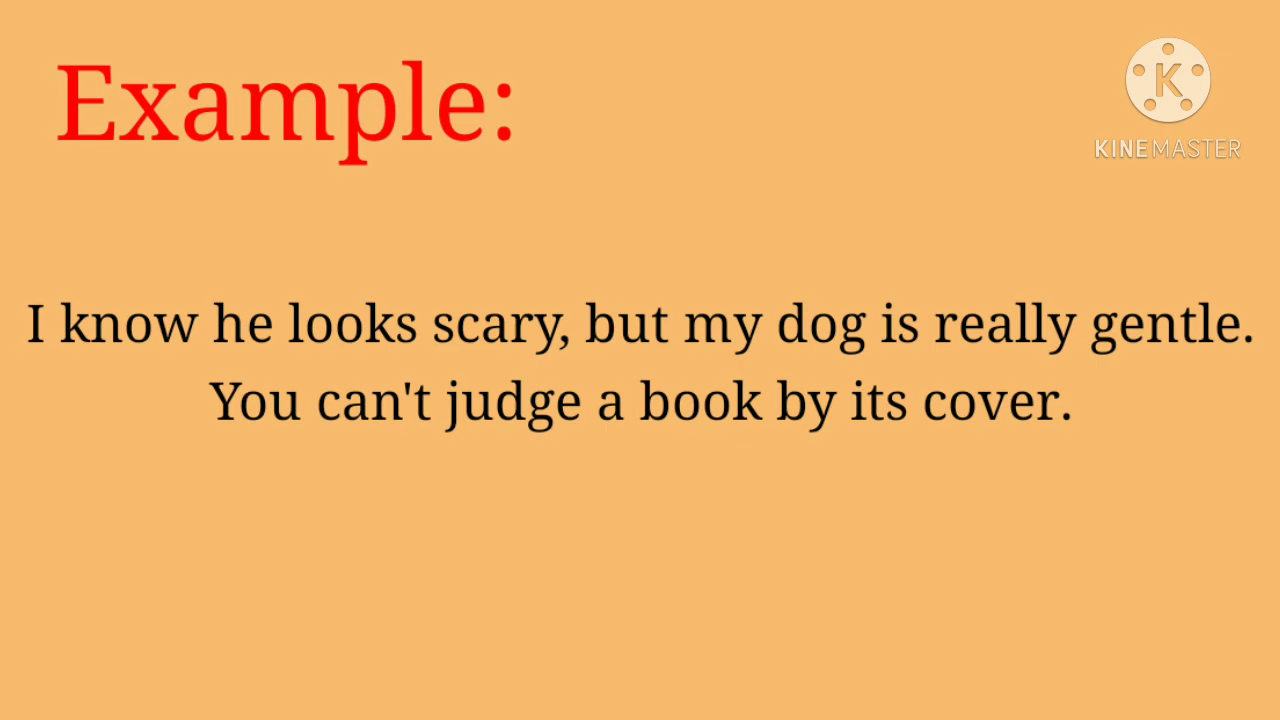 Example:
K
KINEMASTER
I know he looks scary, but my dog is really gentle.
You can't judge a book by its cover.